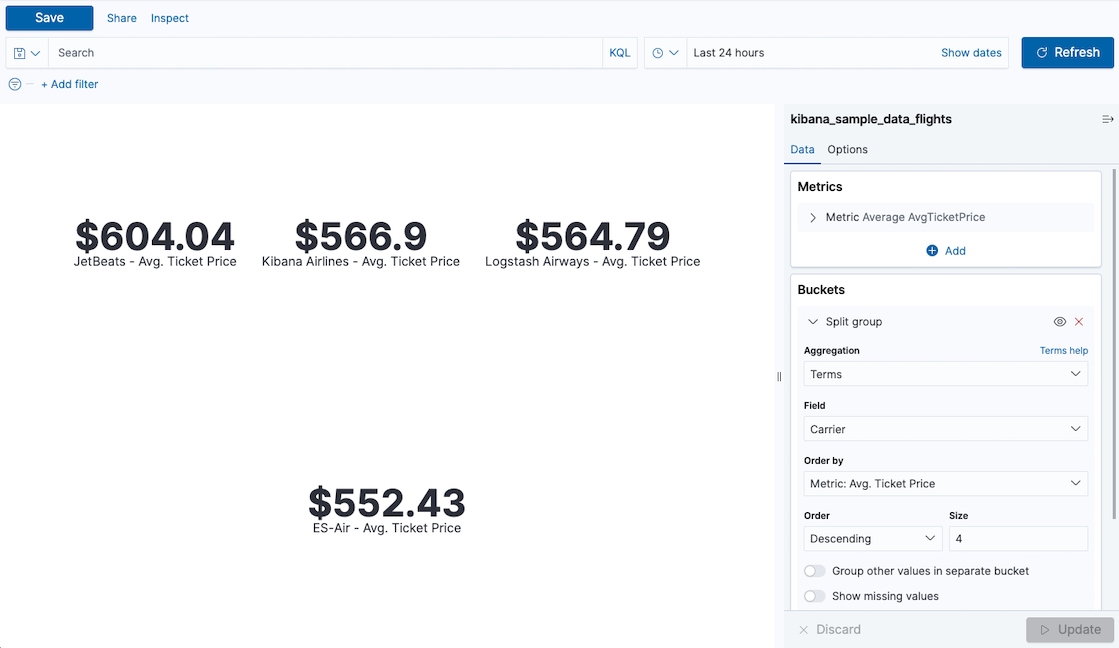 Save Share Inspect
Search KQL Last 24 hours Show dates Refresh
+ Add filter
kibana_sample_data_flights
Data Options
Metrics
Metric Average AvgTicketPrice
Add
Buckets
Split group
Aggregation Terms help
Terms
Field
Carrier
Order by
Metric: Avg. Ticket Price
Order Size
Descending 4
Group other values in separate bucket
Show missing values
Discard Update
$604.04 $566.9 $564.79
JetBeats - Avg. Ticket Price Kibana Airlines - Avg. Ticket Price Logstash Airways - Avg. Ticket Price
$552.43
ES-Air - Avg. Ticket Price